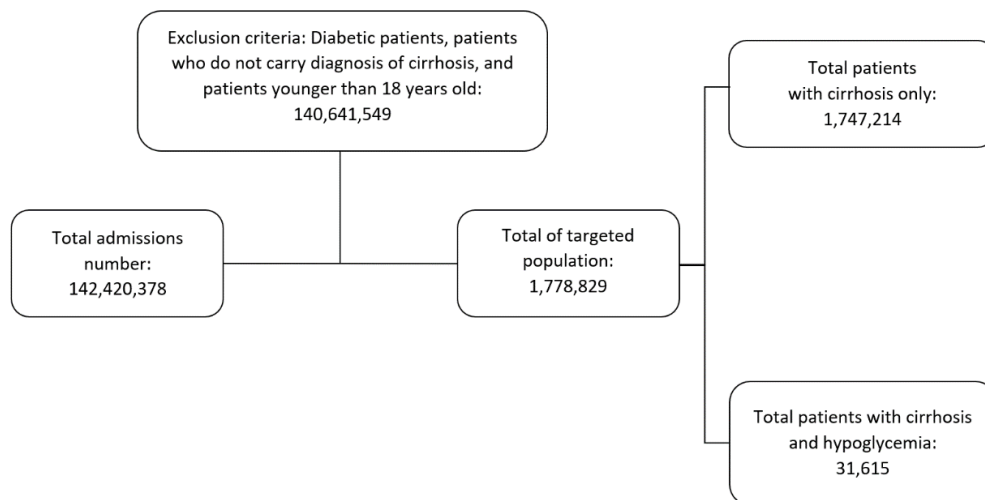 Exclusion criteria: Diabetic patients, patients
who do not carry diagnosis of cirrhosis, and
patients younger than 18 years old:
140,641,549
Total admissions
number:
142,420,378
Total of targeted
population:
1,778,829
Total patients
with cirrhosis only:
1,747,214
Total patients with cirrhosis
and hypoglycemia:
31,615